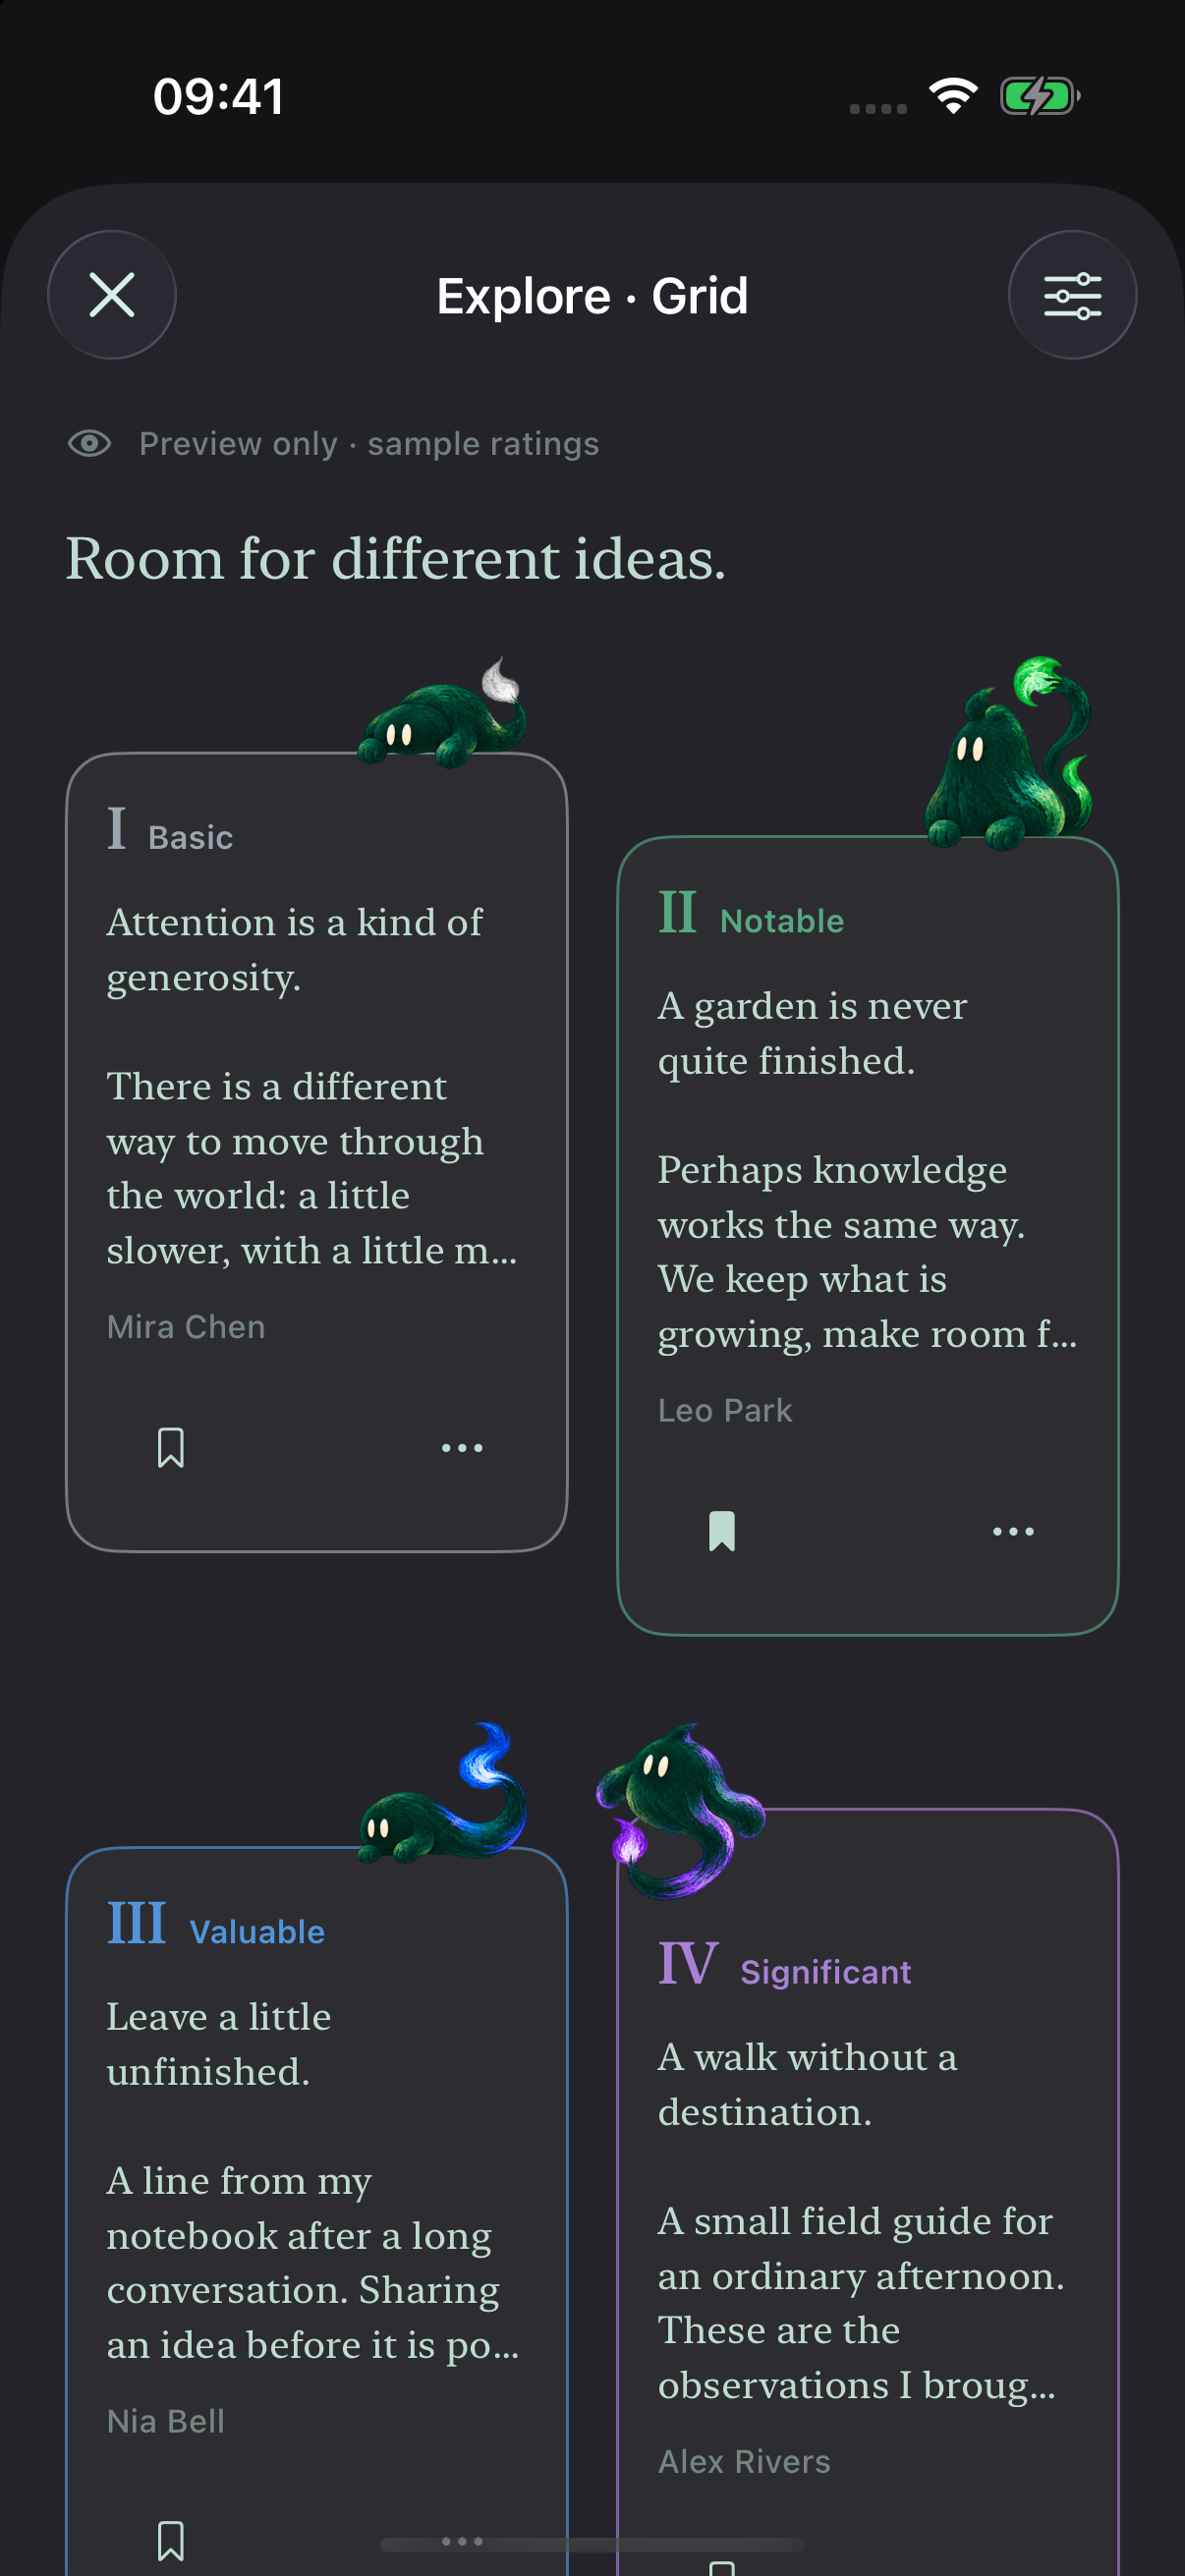 09:41
Explore · Grid
Preview only · sample ratings
Room for different ideas.
I Basic
Attention is a kind of
generosity.
There is a different
way to move through
the world: a little
slower, with a little m...
Mira Chen
II Notable
A garden is never
quite finished.
Perhaps knowledge
works the same way.
We keep what is
growing, make room f...
Leo Park
III Valuable
Leave a little
unfinished.
A line from my
notebook after a long
conversation. Sharing
an idea before it is po...
Nia Bell
IV Significant
A walk without a
destination.
A small field guide for
an ordinary afternoon.
These are the
observations I broug...
Alex Rivers